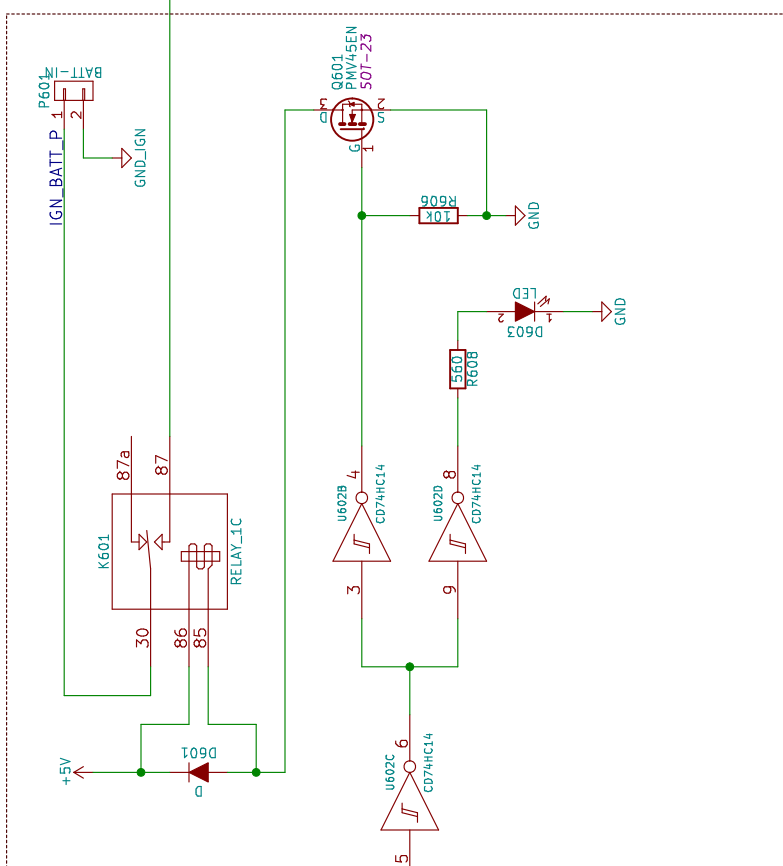 BATT-IN
P601
1
2
GND_IGN
IGN_BATT_P
Q601
PMV45EN
SOT-23
3
D
2
S
G
1
R606
10k
GND
LED
2
1
D603
GND
560
R608
87a
87
K601
RELAY_1C
30
86
85
4
U602B
CD74HC14
3
8
U602D
CD74HC14
9
+5V
D601
D
6
U602C
CD74HC14
5